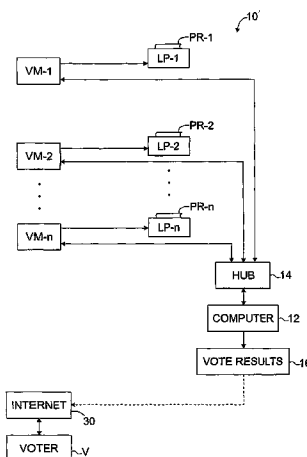 10'
PR-1
LP-1
VM-1
PR-2
LP-2
VM-2
PR-n
LP-n
VM-n
HUB
14
COMPUTER
12
VOTE RESULTS
16
INTERNET
30
VOTER
V